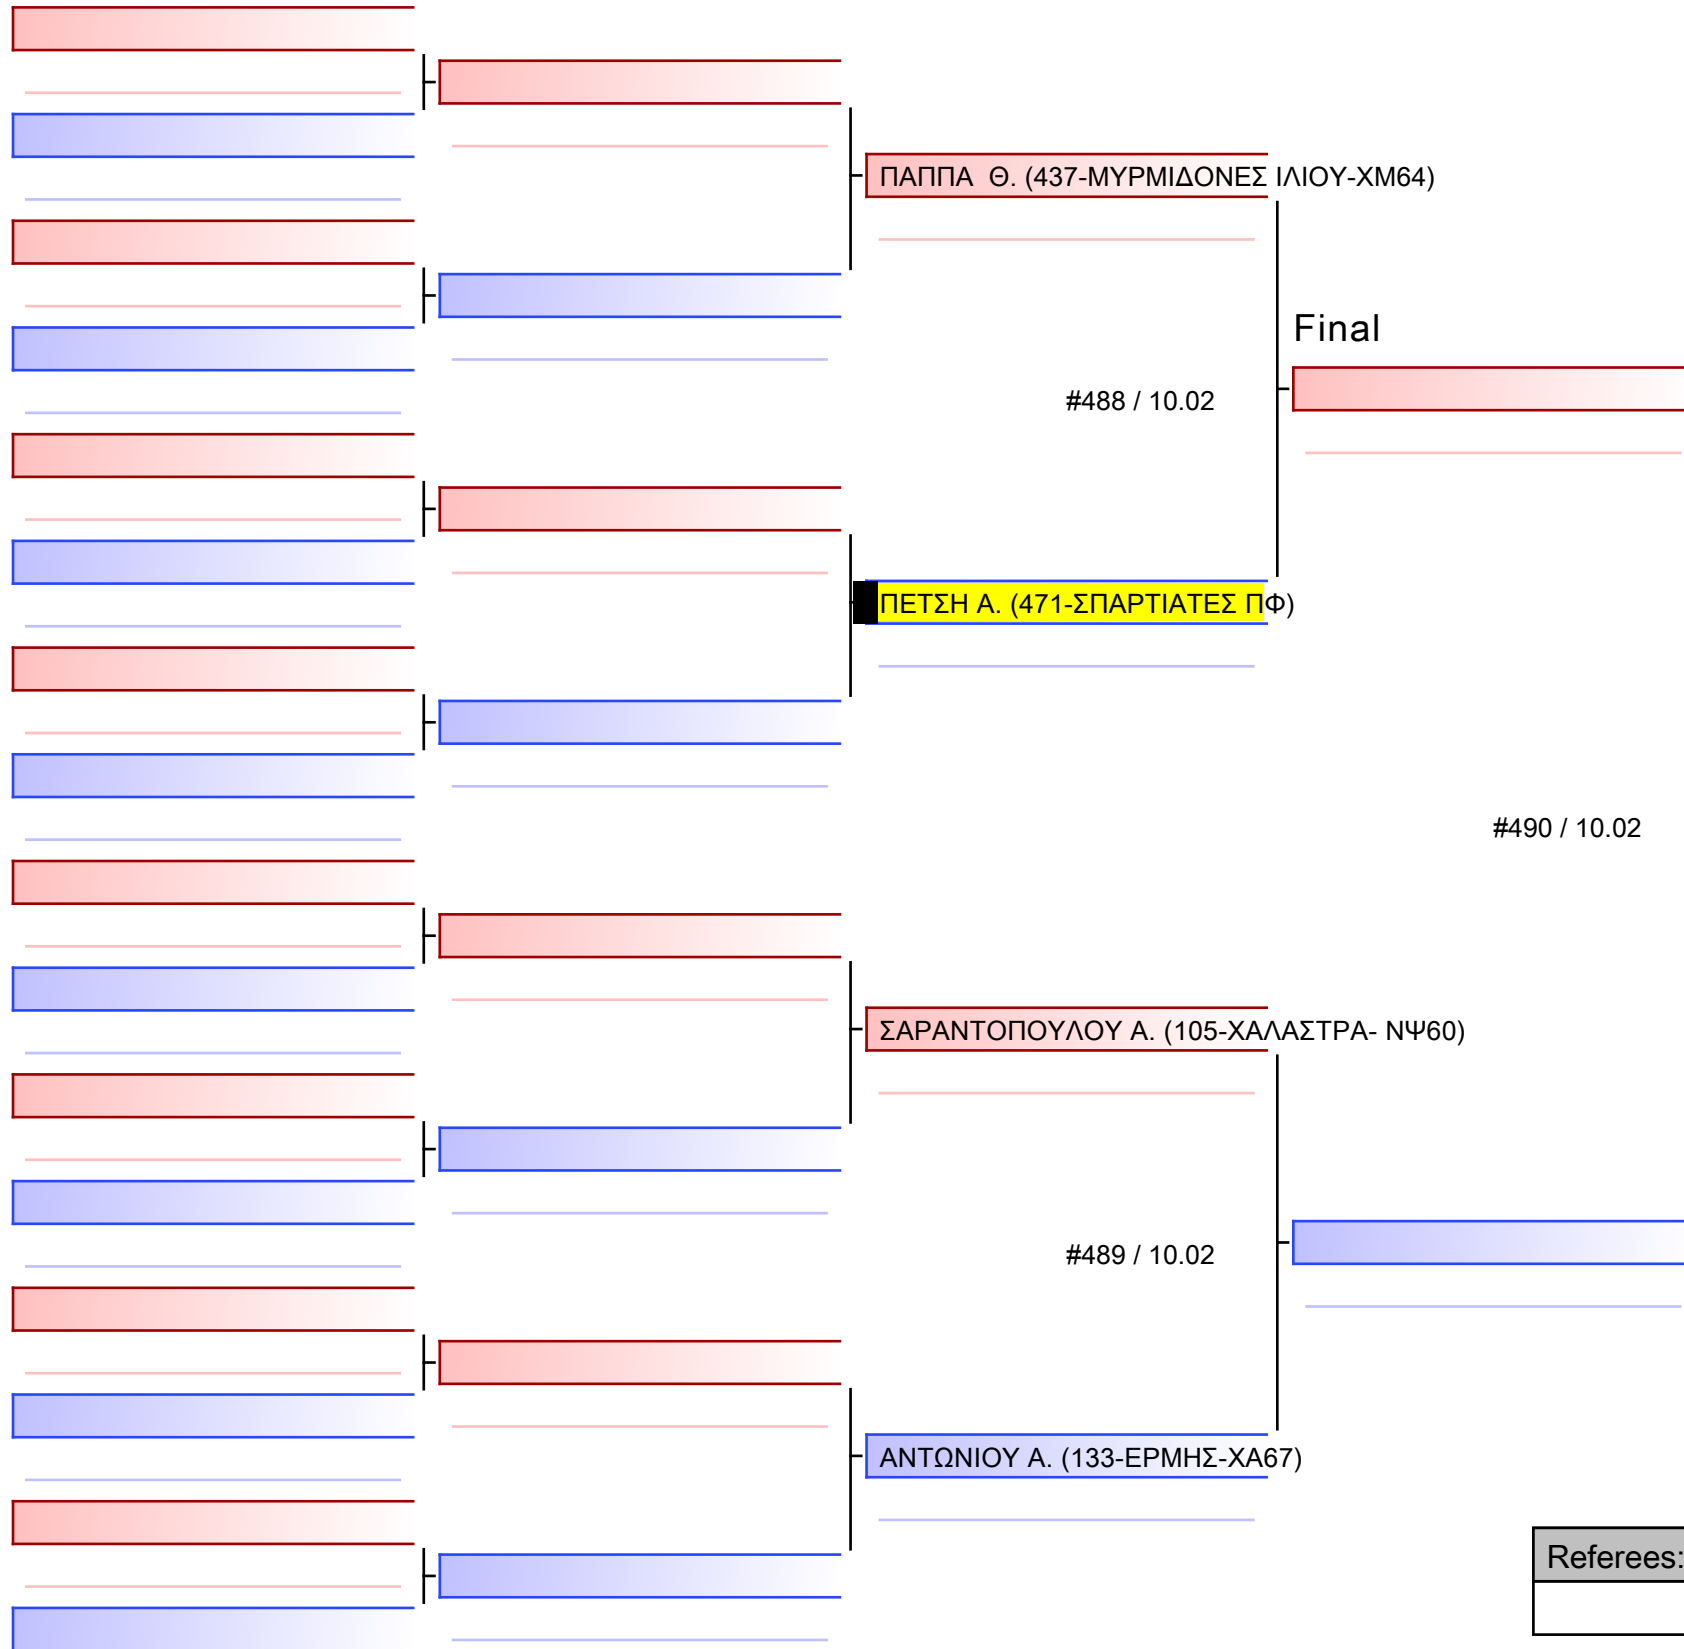 ΠΑΠΠΑ  Θ. (437-ΜΥΡΜΙΔΟΝΕΣ ΙΛΙΟΥ-ΧΜ64)
Final
#488 / 10.02
ΠΕΤΣΗ Α. (471-ΣΠΑΡΤΙΑΤΕΣ ΠΦ)
#490 / 10.02
ΣΑΡΑΝΤΟΠΟΥΛΟΥ Α. (105-ΧΑΛΑΣΤΡΑ- ΝΨ60)
#489 / 10.02
ΑΝΤΩΝΙΟΥ Α. (133-ΕΡΜΗΣ-ΧΑ67)
Referees: